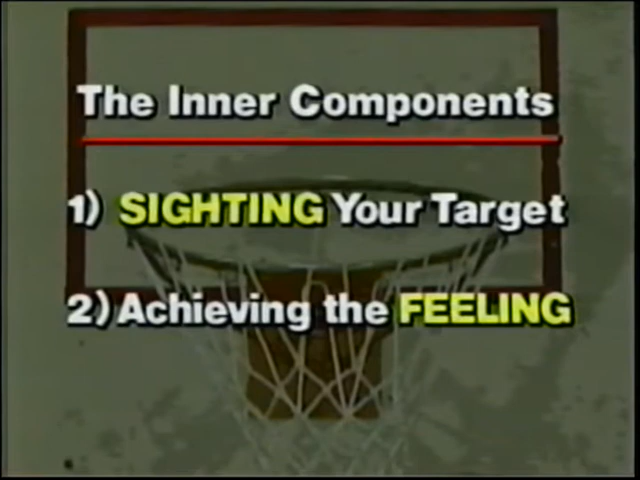 The Inner Components
1) SIGHTING Your Target
2) Achieving the FEELING